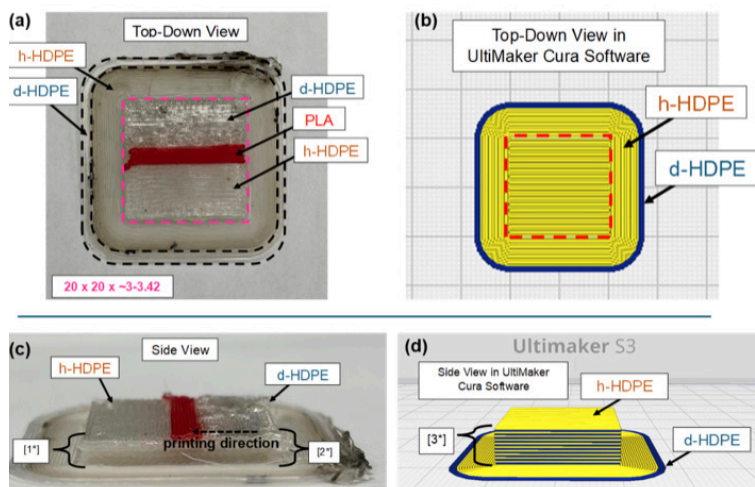 (a)
Top-Down View
h-HDPE
d-HDPE
d-HDPE
PLA
h-HDPE
20 x 20 x ~3-3.42
(b)
Top-Down View in
UltiMaker Cura Software
h-HDPE
d-HDPE
(c)
Side View
h-HDPE
d-HDPE
[1*]
printing direction
[2*]
(d)
Ultimaker S3
Side View in UltiMaker
Cura Software
h-HDPE
[3*]
d-HDPE